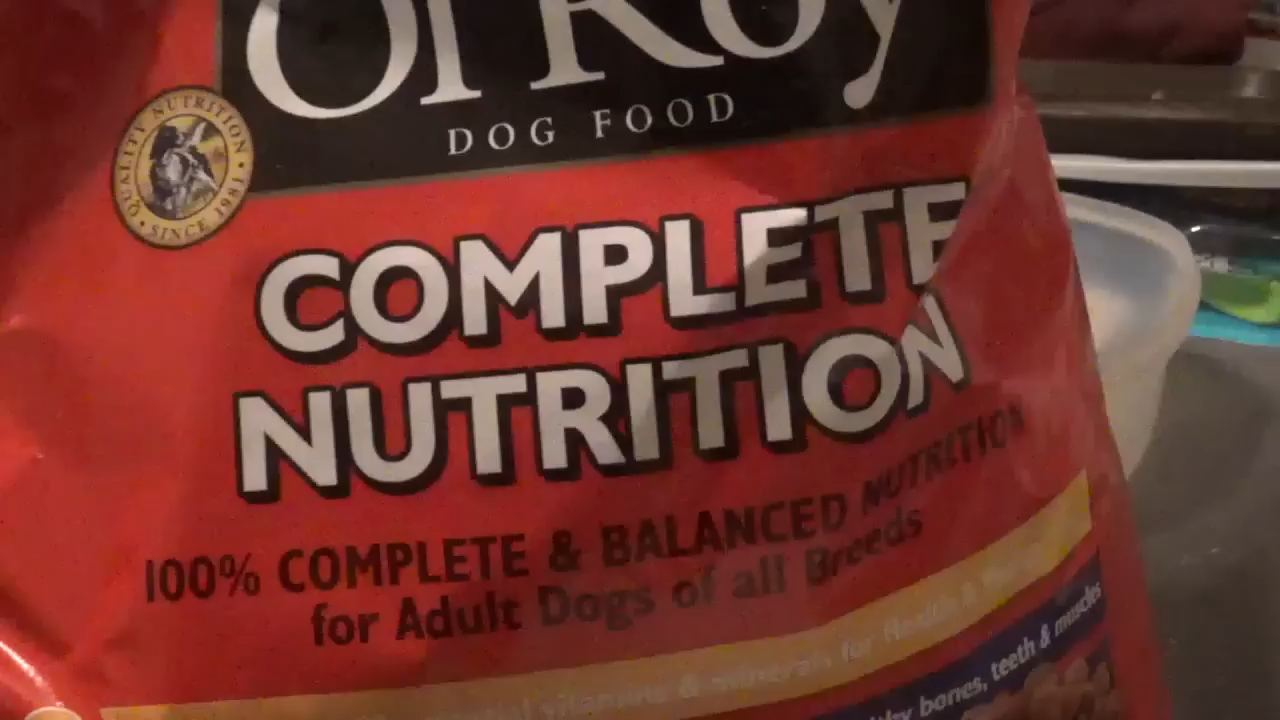 Ol' Roy
DOG FOOD
QUALITY NUTRITION
SINCE 1981
COMPLETE
NUTRITION
100% COMPLETE & BALANCED NUTRITION
for Adult Dogs of all Breeds
vitamins & minerals for Health &
bones, teeth & muscles